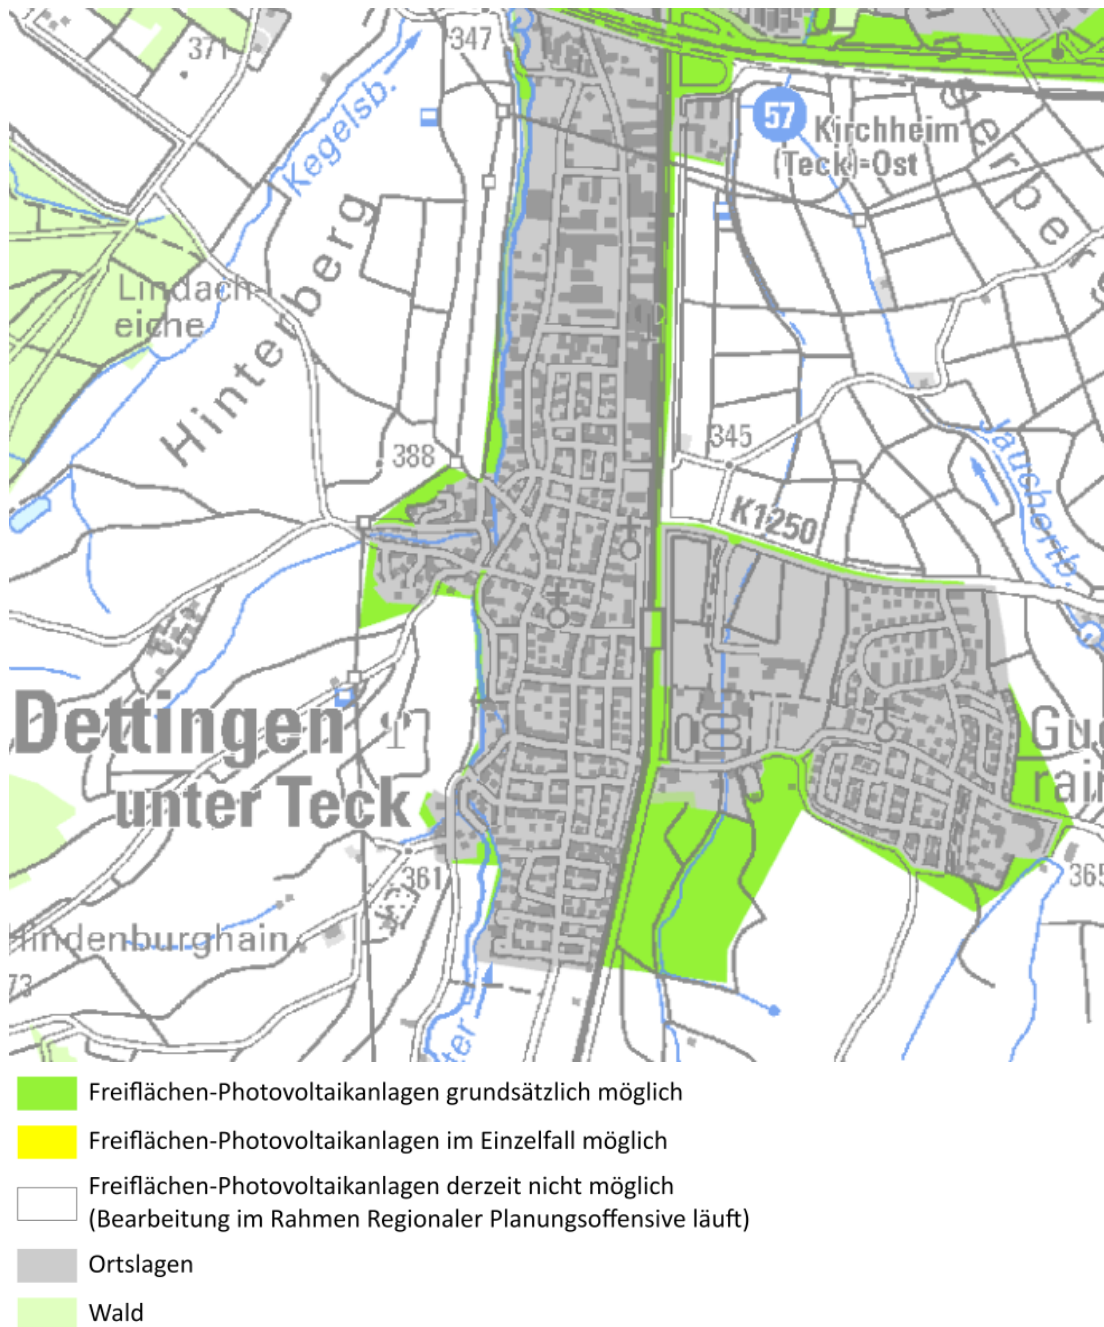 371
347
Kegelsb.
57
Kirchheim
(Teck)-Ost
Hinterberg
Lindach-
eiche
388
345
K1250
Jauchertb.
Dettingen
unter Teck
361
365
73
Freiflächen-Photovoltaikanlagen grundsätzlich möglich
Freiflächen-Photovoltaikanlagen im Einzelfall möglich
Freiflächen-Photovoltaikanlagen derzeit nicht möglich
(Bearbeitung im Rahmen Regionaler Planungsoffensive läuft)
Ortslagen
Wald